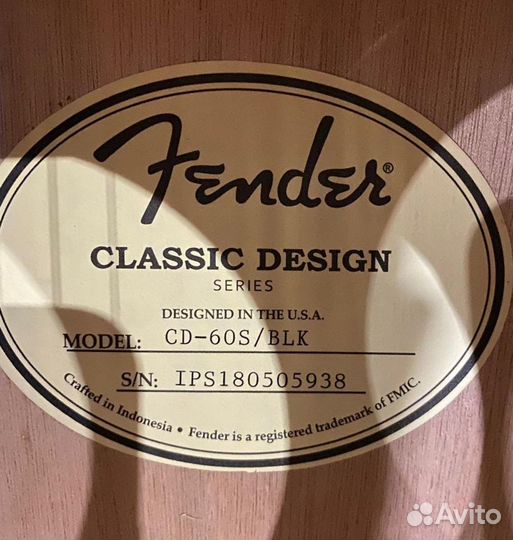 Fender®
CLASSIC DESIGN
SERIES
DESIGNED IN THE U.S.A.
MODEL: CD-60S/BLK
S/N: IPS180505938
Crafted in Indonesia • Fender is a registered trademark of FMIC.
Avito